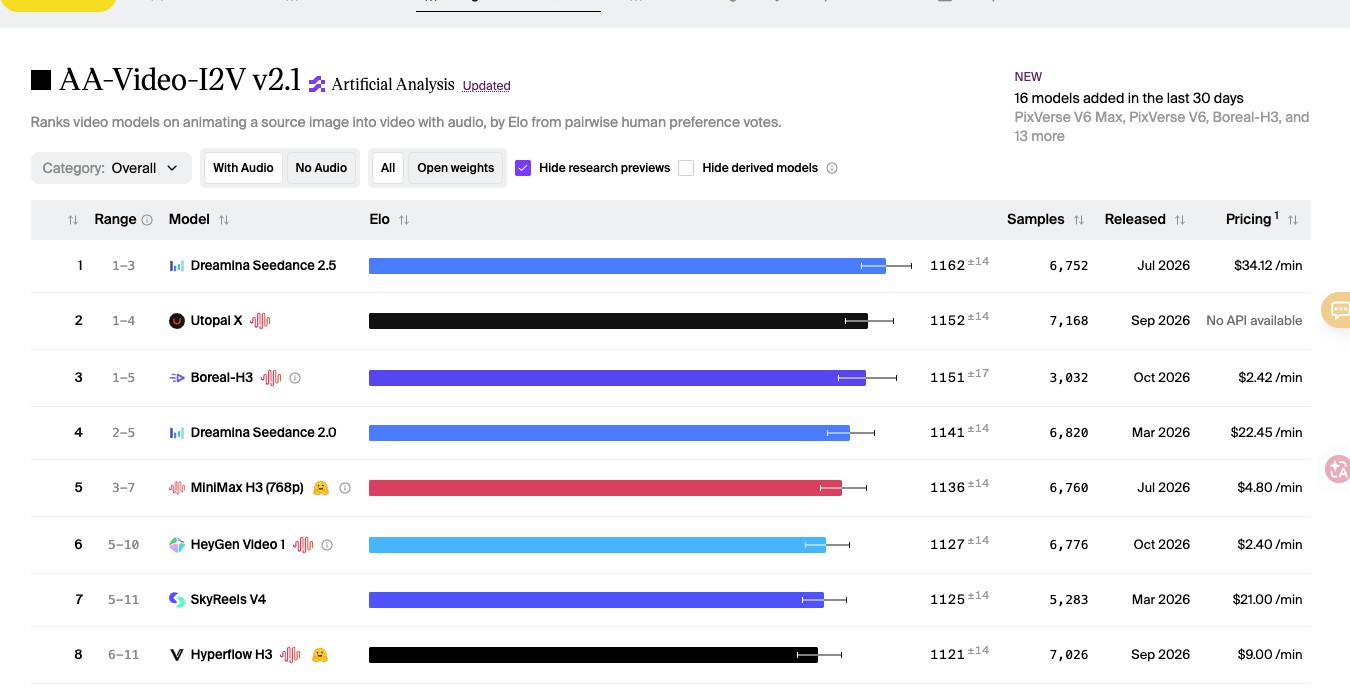 AA-Video-I2V v2.1 Artificial Analysis Updated
Ranks video models on animating a source image into video with audio, by Elo from pairwise human preference votes.
NEW
16 models added in the last 30 days
PixVerse V6 Max, PixVerse V6, Boreal-H3, and
13 more
Category: Overall With Audio No Audio All Open weights Hide research previews Hide derived models
Range Model Elo Samples Released Pricing 1
1 1–3 Dreamina Seedance 2.5 1162 ±14 6,752 Jul 2026 $34.12 /min
2 1–4 Utopai X 1152 ±14 7,168 Sep 2026 No API available
3 1–5 Boreal-H3 1151 ±17 3,032 Oct 2026 $2.42 /min
4 2–5 Dreamina Seedance 2.0 1141 ±14 6,820 Mar 2026 $22.45 /min
5 3–7 MiniMax H3 (768p) 1136 ±14 6,760 Jul 2026 $4.80 /min
6 5–10 HeyGen Video 1 1127 ±14 6,776 Oct 2026 $2.40 /min
7 5–11 SkyReels V4 1125 ±14 5,283 Mar 2026 $21.00 /min
8 6–11 Hyperflow H3 1121 ±14 7,026 Sep 2026 $9.00 /min